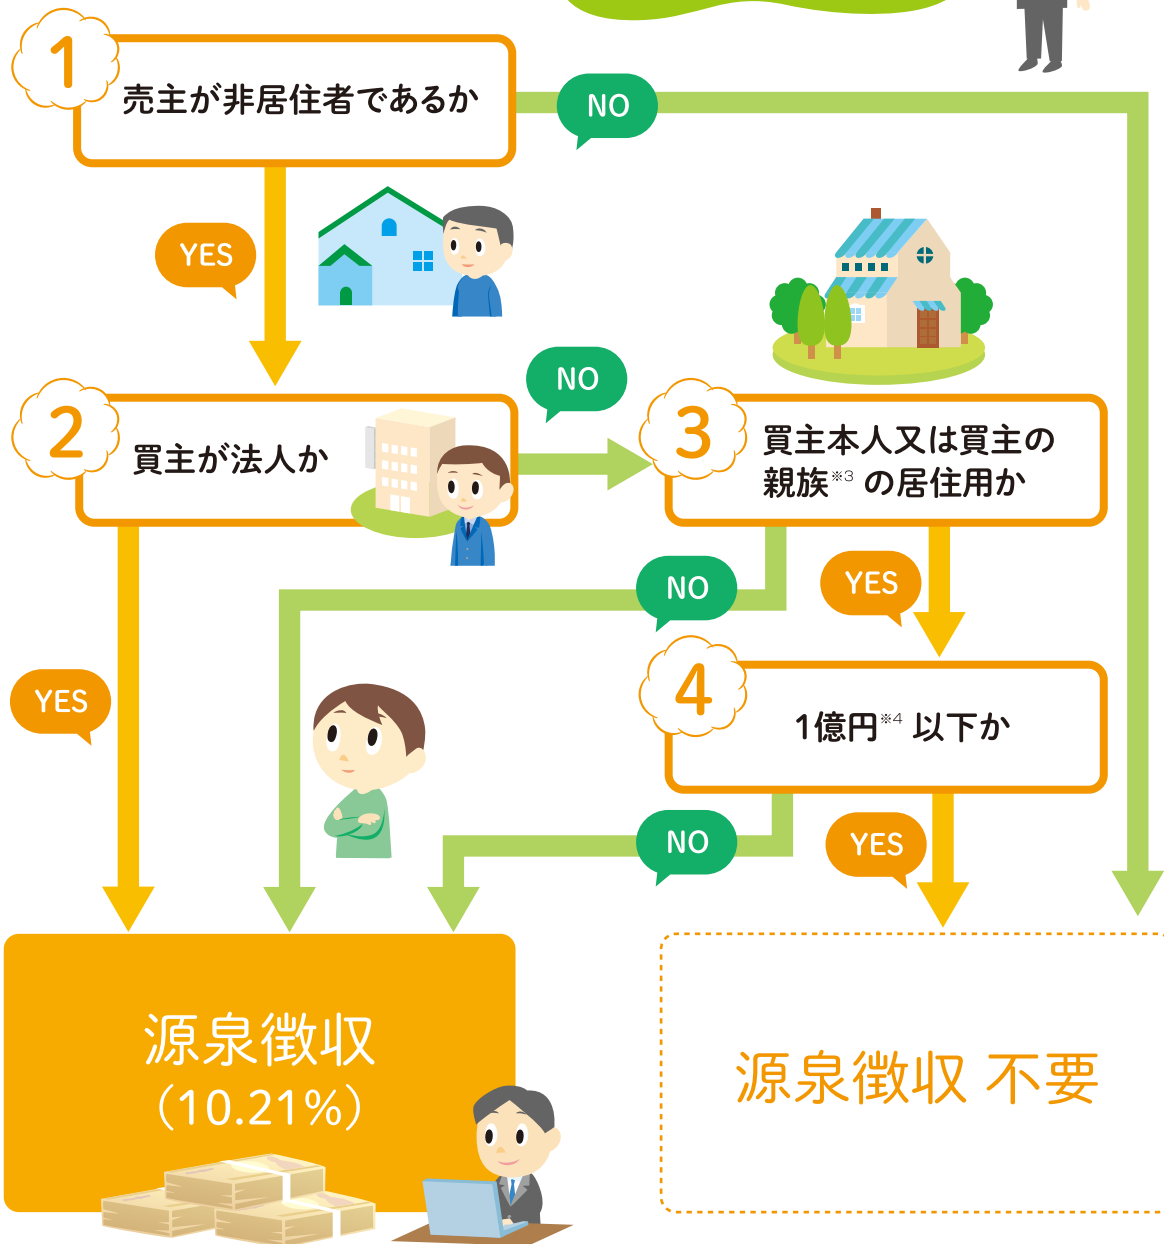 1
売主が非居住者であるか
NO
YES
2
買主が法人か
NO
3
買主本人又は買主の
親族※3 の居住用か
NO
YES
YES
4
1億円※4 以下か
NO
YES
源泉徴収
（10.21%）
源泉徴収 不要